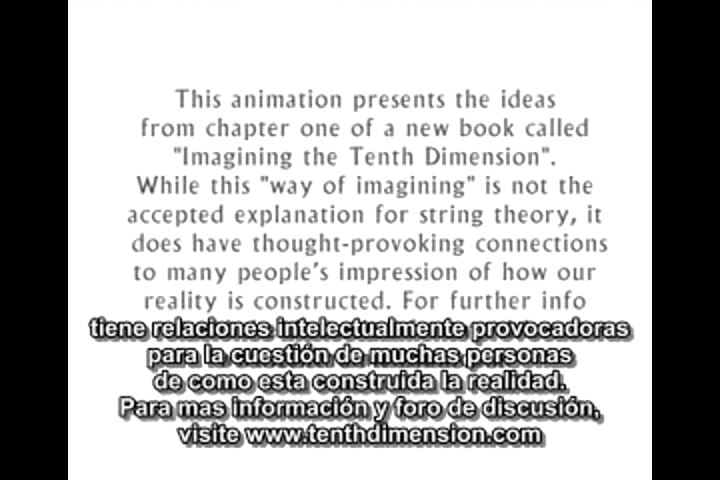 This animation presents the ideas
from chapter one of a new book called
"Imagining the Tenth Dimension".
While this "way of imagining" is not the
accepted explanation for string theory, it
does have thought-provoking connections
to many people's impression of how our
reality is constructed. For further info
tiene relaciones intelectualmente provocadoras
para la cuestión de muchas personas
de como esta construida la realidad.
Para mas información y foro de discusión,
visite www.tenthdimension.com